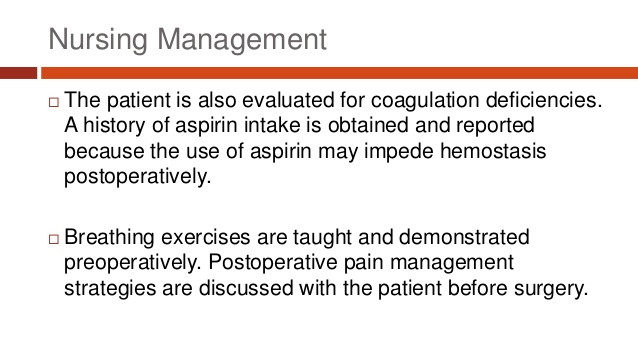 Nursing Management
The patient is also evaluated for coagulation deficiencies.
A history of aspirin intake is obtained and reported
because the use of aspirin may impede hemostasis
postoperatively.
Breathing exercises are taught and demonstrated
preoperatively. Postoperative pain management
strategies are discussed with the patient before surgery.